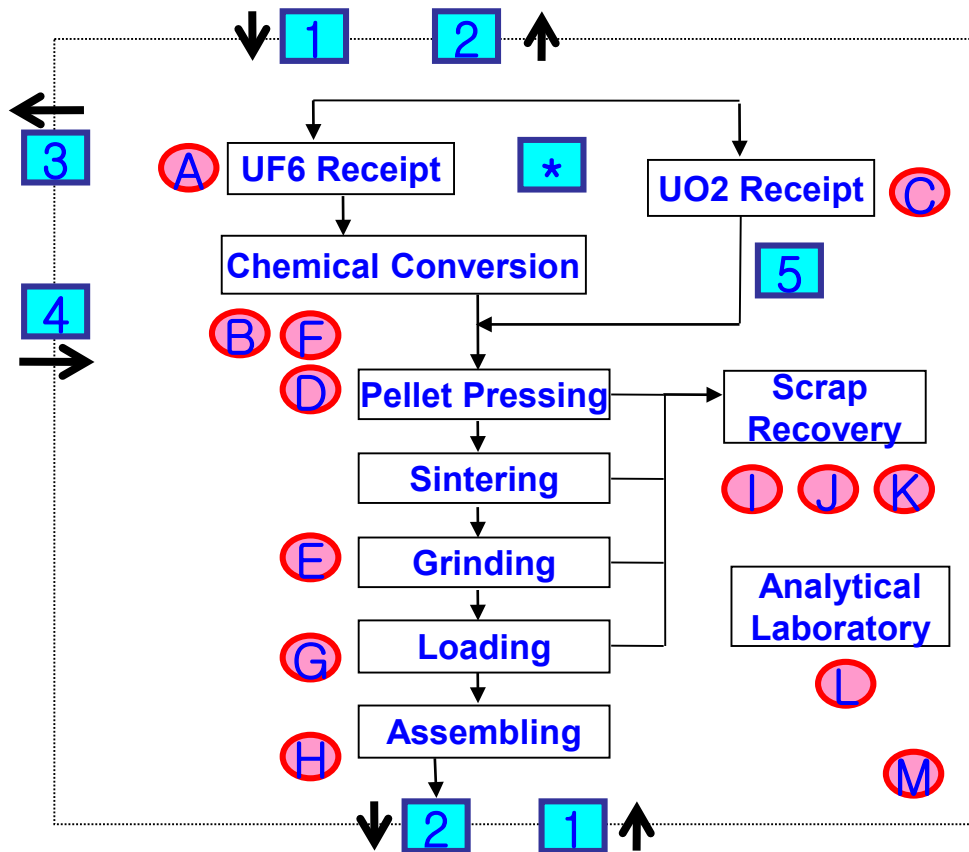 1
2
3
A
UF6 Receipt
*
UO2 Receipt
C
Chemical Conversion
5
4
B
F
D
Pellet Pressing
Scrap
Recovery
Sintering
I
J
K
E
Grinding
Analytical
Laboratory
G
Loading
L
Assembling
H
M
2
1